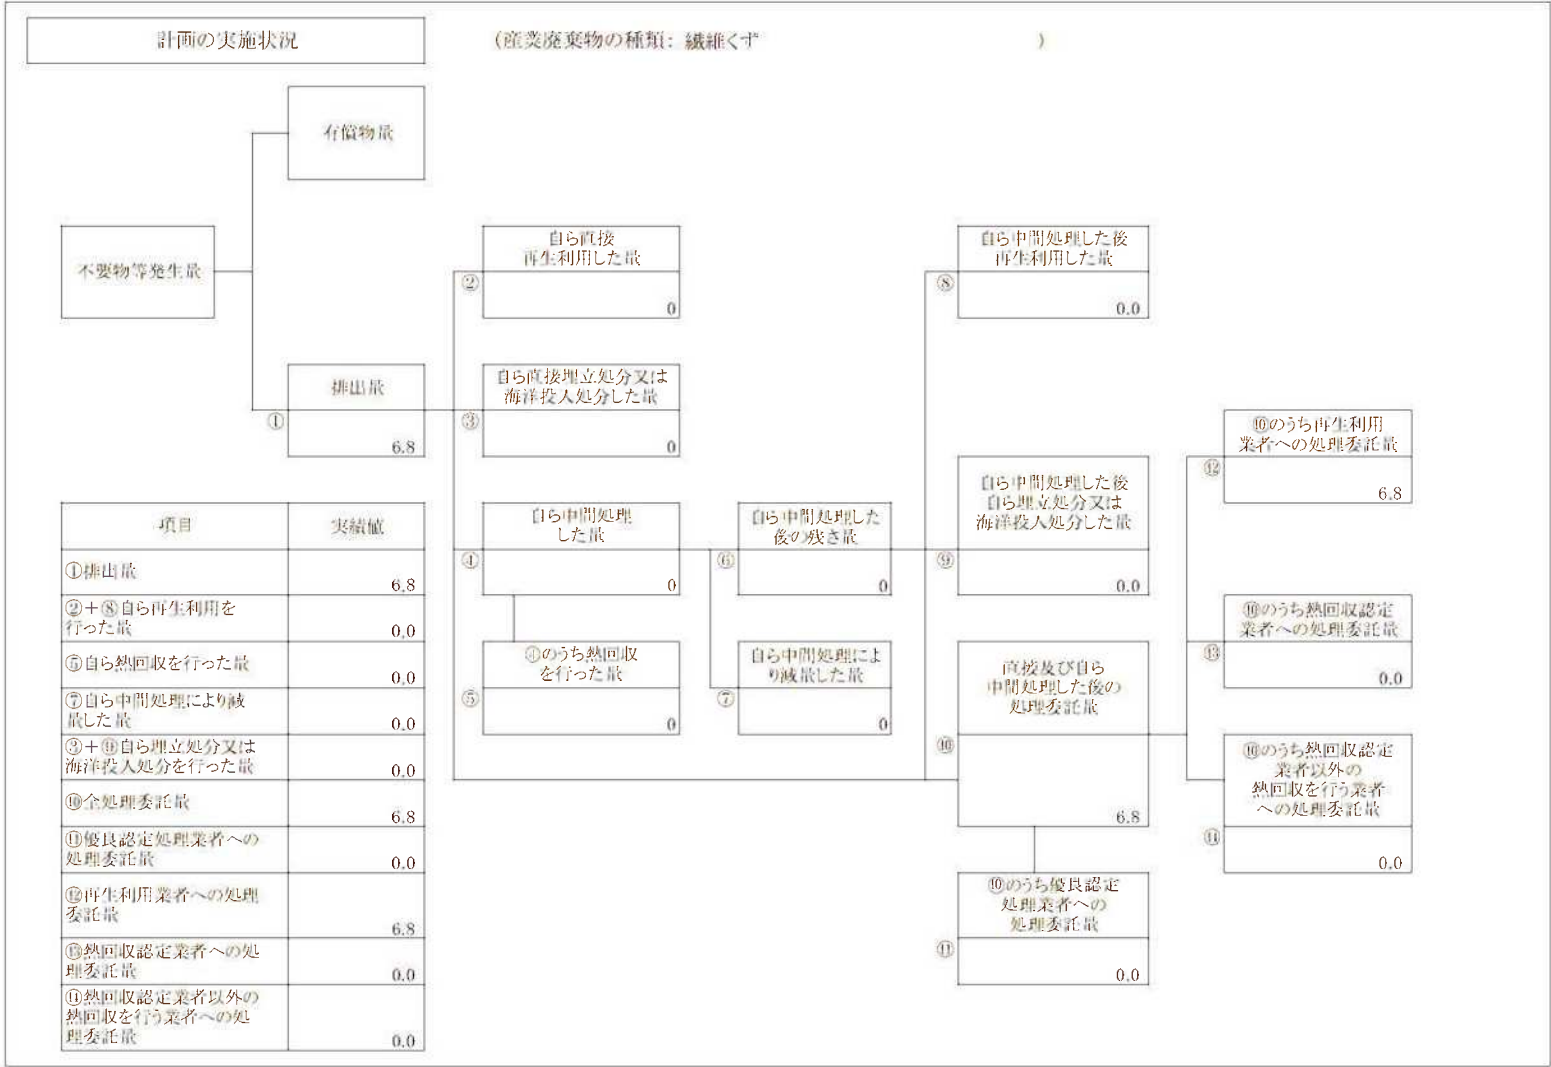 計画の実施状況
（産業廃棄物の種類：繊維くず　　　　　　　　　　）
有償物量
不要物等発生量
排出量
①
6.8
自ら直接
再生利用した量
②
0
自ら直接埋立処分又は
海洋投入処分した量
③
0
自ら中間処理
した量
④
0
④のうち熱回収
を行った量
⑤
0
自ら中間処理した
後の残さ量
⑥
0
自ら中間処理によ
り減量した量
⑦
0
自ら中間処理した後
再生利用した量
⑧
0.0
自ら中間処理した後
自ら埋立処分又は
海洋投入処分した量
⑨
0.0
直接及び自ら
中間処理した後の
処理委託量
⑩
6.8
⑩のうち優良認定
処理業者への
処理委託量
⑪
0.0
⑩のうち再生利用
業者への処理委託量
⑫
6.8
⑩のうち熱回収認定
業者への処理委託量
⑬
0.0
⑩のうち熱回収認定
業者以外の
熱回収を行う業者
への処理委託量
⑭
0.0
項目 実績値
①排出量
6.8
②＋⑧自ら再生利用を
行った量
0.0
⑤自ら熱回収を行った量
0.0
⑦自ら中間処理により減
量した量
0.0
③＋⑨自ら埋立処分又は
海洋投入処分を行った量
0.0
⑩全処理委託量
6.8
⑪優良認定処理業者への
処理委託量
0.0
⑫再生利用業者への処理
委託量
6.8
⑬熱回収認定業者への処
理委託量
0.0
⑭熱回収認定業者以外の
熱回収を行う業者への処
理委託量
0.0